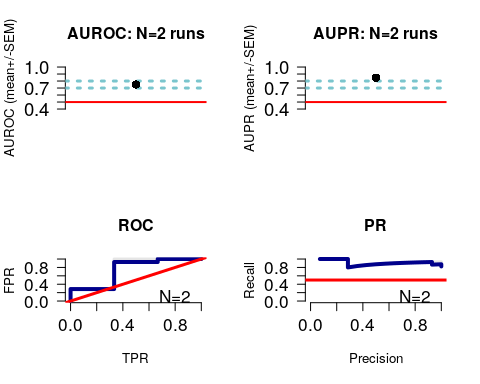 AUROC: N=2 runs
AUROC (mean+/-SEM)
1.0
0.7
0.4
AUPR: N=2 runs
AUPR (mean+/-SEM)
1.0
0.7
0.4
ROC
FPR
0.8
0.4
0.0
N=2
0.0 0.4 0.8
TPR
PR
Recall
0.8
0.4
0.0
N=2
0.0 0.4 0.8
Precision